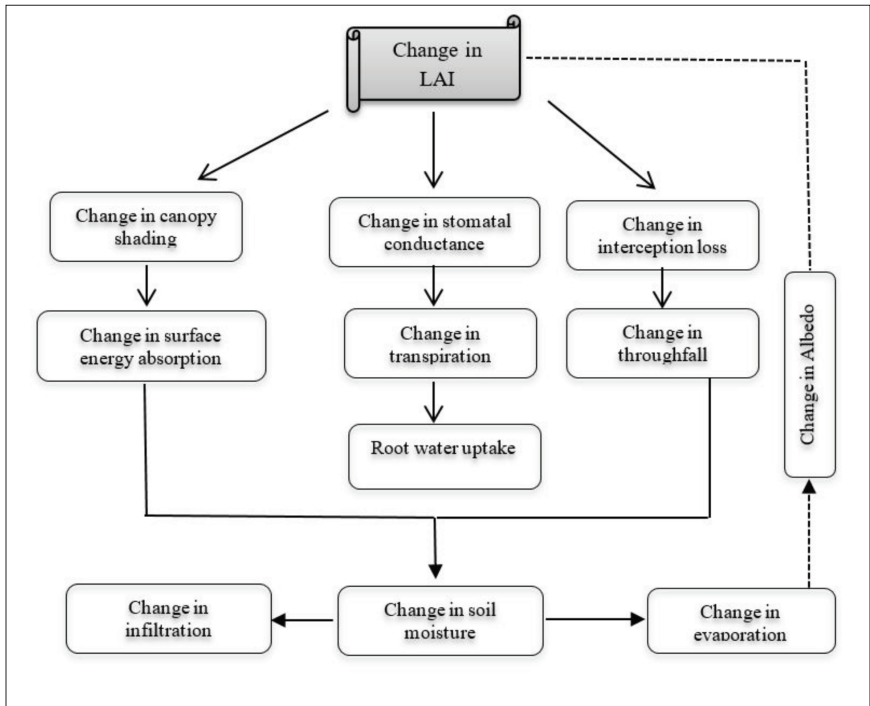 Change in
LAI
Change in canopy
shading
Change in stomatal
conductance
Change in
interception loss
Change in surface
energy absorption
Change in
transpiration
Change in
throughfall
Change in Albedo
Root water uptake
Change in
infiltration
Change in soil
moisture
Change in
evaporation